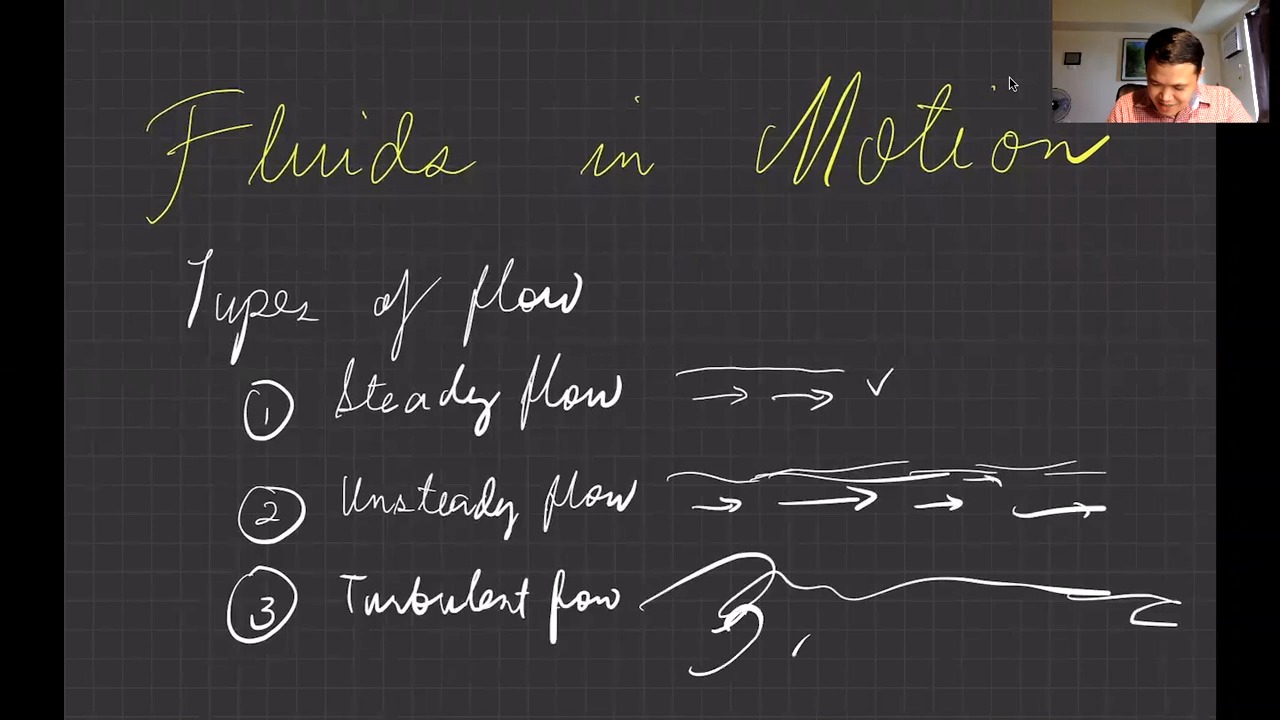 Fluids in Motion
Types of flow
1 Steady flow
2 Unsteady flow
3 Turbulent flow